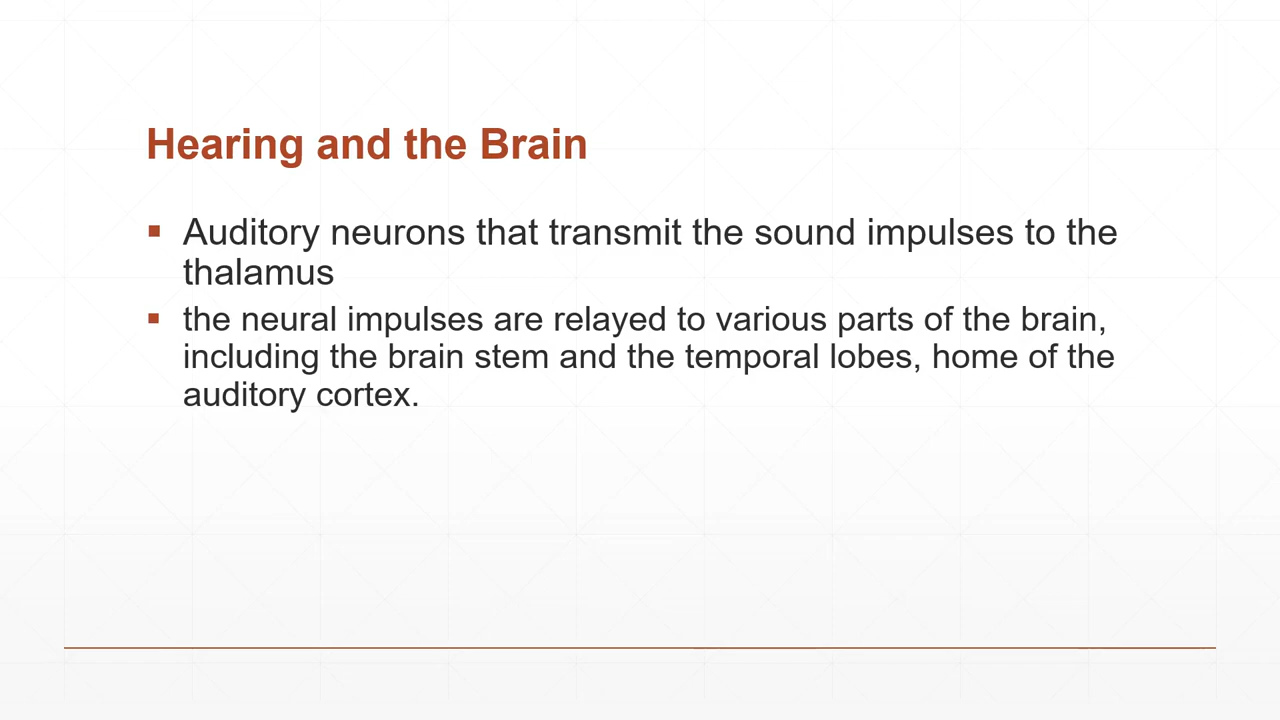 Hearing and the Brain
▪ Auditory neurons that transmit the sound impulses to the
thalamus
▪ the neural impulses are relayed to various parts of the brain,
including the brain stem and the temporal lobes, home of the
auditory cortex.